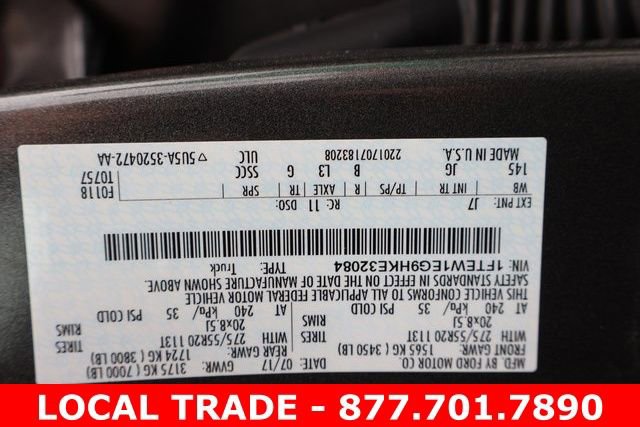 MFD. BY FORD MOTOR CO.
DATE: 07/17 GVWR: 3175 KG ( 7000 LB)
FRONT GAWR: 1565 KG ( 3450 LB) REAR GAWR: 1724 KG ( 3800 LB)
WITH 275/55R20 113T TIRES WITH 275/55R20 113T TIRES
20x8.5J RIMS 20x8.5J RIMS
AT 240 kPa/ 35 PSI COLD AT 240 kPa/ 35 PSI COLD
THIS VEHICLE CONFORMS TO ALL APPLICABLE FEDERAL MOTOR VEHICLE
SAFETY STANDARDS IN EFFECT ON THE DATE OF MANUFACTURE SHOWN ABOVE.
VIN: 1FTEW1EG9HKE32084 TYPE: Truck
EXT PNT: J7 RC: 11 DSO: F0118
WB INT TR TP/PS R AXLE TR SPR T0757
145 JG B L3 G SSCC
MADE IN U.S.A. 2201707183208 ULC ▽5U5A-3520472-AA
LOCAL TRADE - 877.701.7890